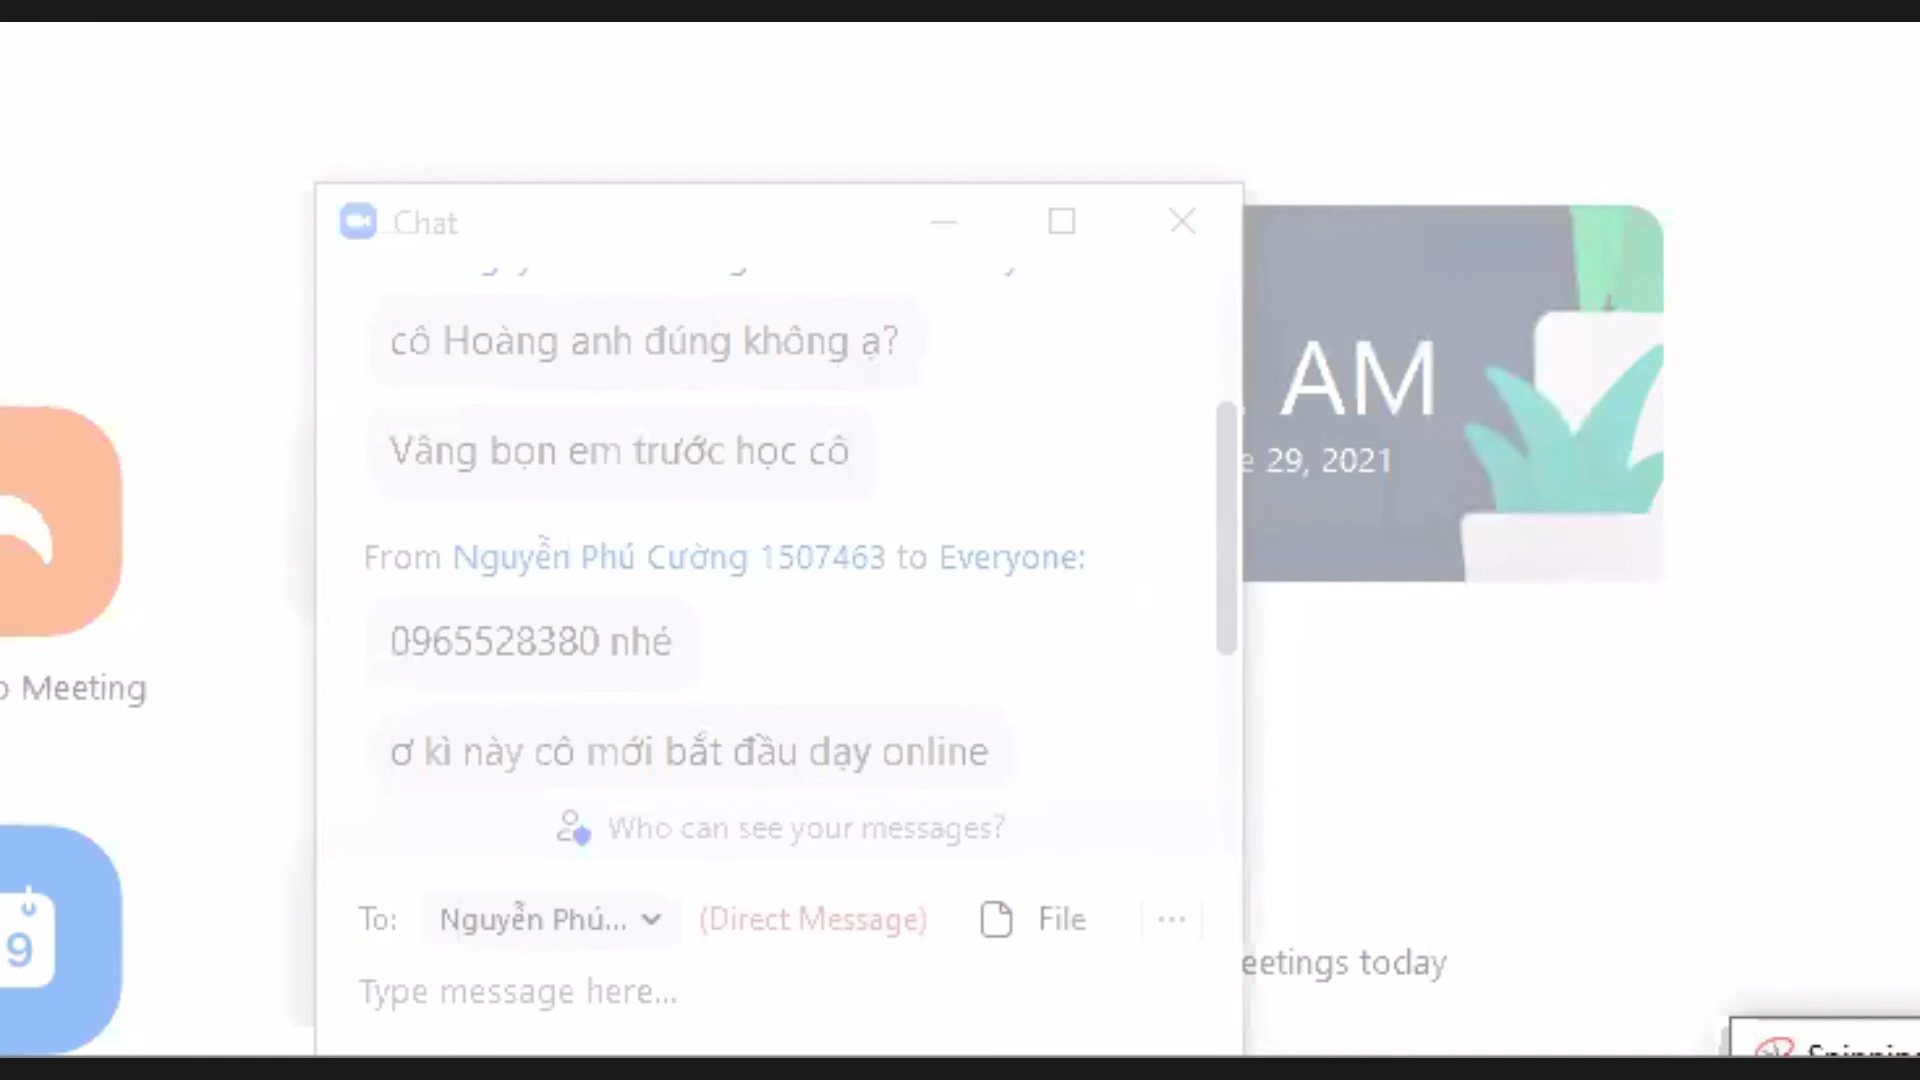 Chat
cô Hoàng anh đúng không ạ?
AM
Vâng bọn em trước học cô
29, 2021
From Nguyễn Phú Cường 1507463 to Everyone:
0965528380 nhé
Meeting
ơ kì này cô mới bắt đầu dạy online
Who can see your messages?
To: Nguyễn Phú... (Direct Message) File ...
9
eetings today
Type message here...